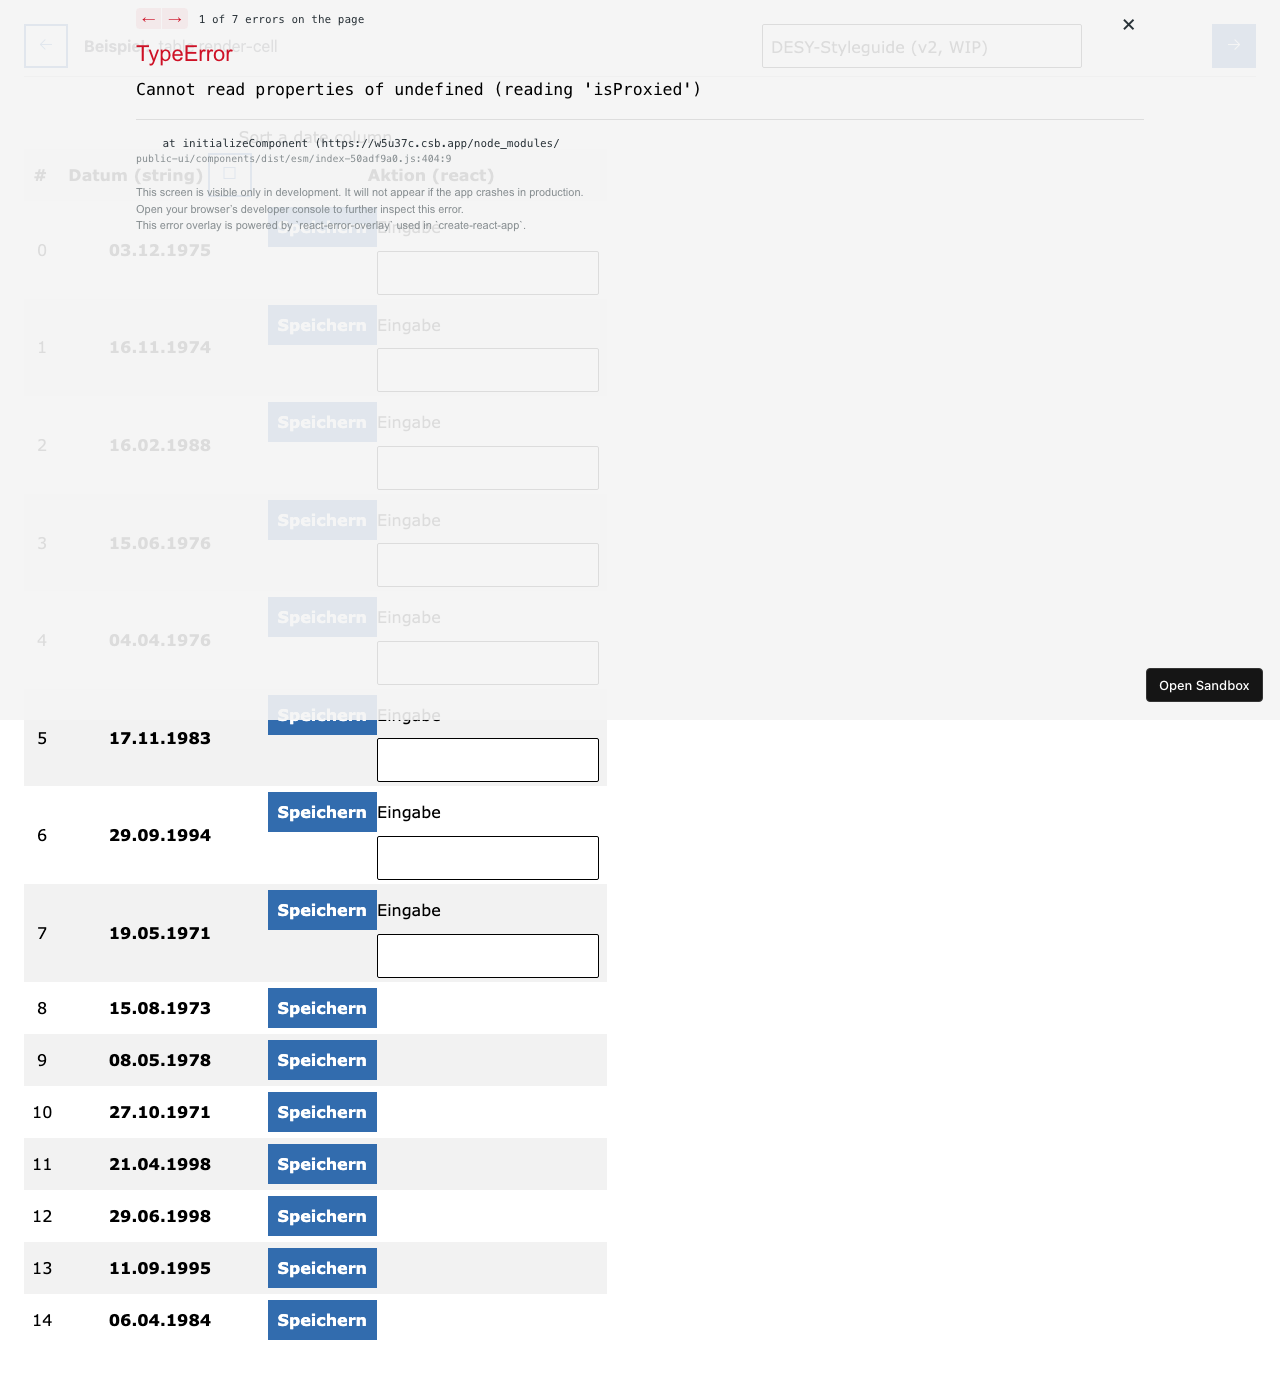 ← → 1 of 7 errors on the page
← Beispiel table render-cell DESY-Styleguide (v2, WIP) →
TypeError
Cannot read properties of undefined (reading 'isProxied')
Sort a date column
at initializeComponent (https://w5u37c.csb.app/node_modules/
public-ui/components/dist/esm/index-50adf9a0.js:404:9
# Datum (string) Aktion (react)
This screen is visible only in development. It will not appear if the app crashes in production.
Open your browser's developer console to further inspect this error.
This error overlay is powered by `react-error-overlay` used in `create-react-app`.
0 03.12.1975 Speichern Eingabe
1 16.11.1974 Speichern Eingabe
2 16.02.1988 Speichern Eingabe
3 15.06.1976 Speichern Eingabe
4 04.04.1976 Speichern Eingabe
Open Sandbox
5 17.11.1983 Speichern Eingabe
6 29.09.1994 Speichern Eingabe
7 19.05.1971 Speichern Eingabe
8 15.08.1973 Speichern
9 08.05.1978 Speichern
10 27.10.1971 Speichern
11 21.04.1998 Speichern
12 29.06.1998 Speichern
13 11.09.1995 Speichern
14 06.04.1984 Speichern